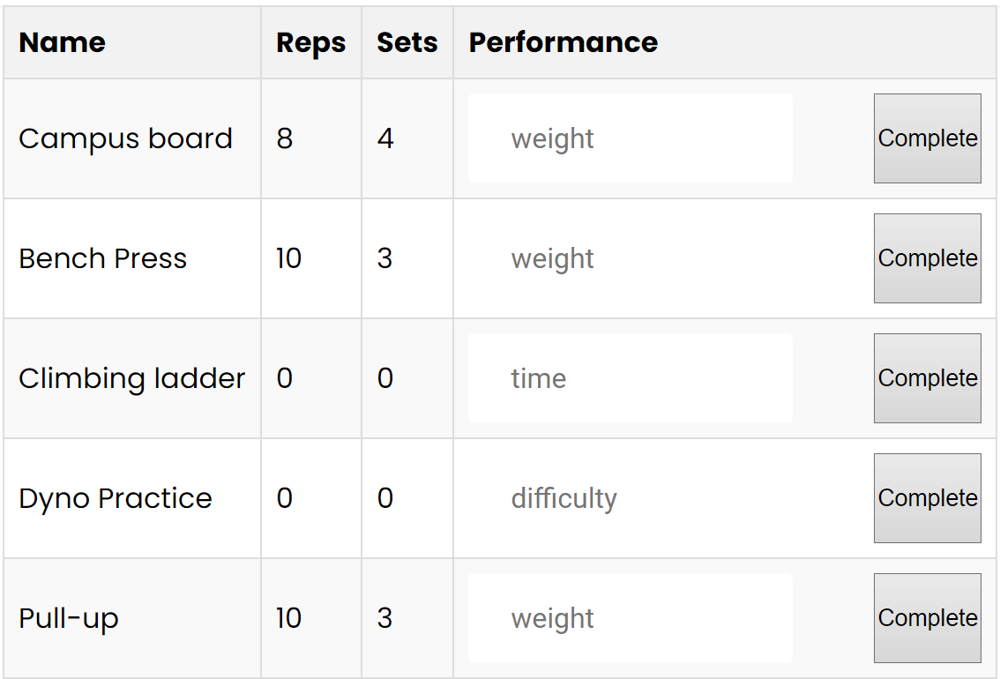 Name Reps Sets Performance
Campus board 8 4 weight Complete
Bench Press 10 3 weight Complete
Climbing ladder 0 0 time Complete
Dyno Practice 0 0 difficulty Complete
Pull-up 10 3 weight Complete